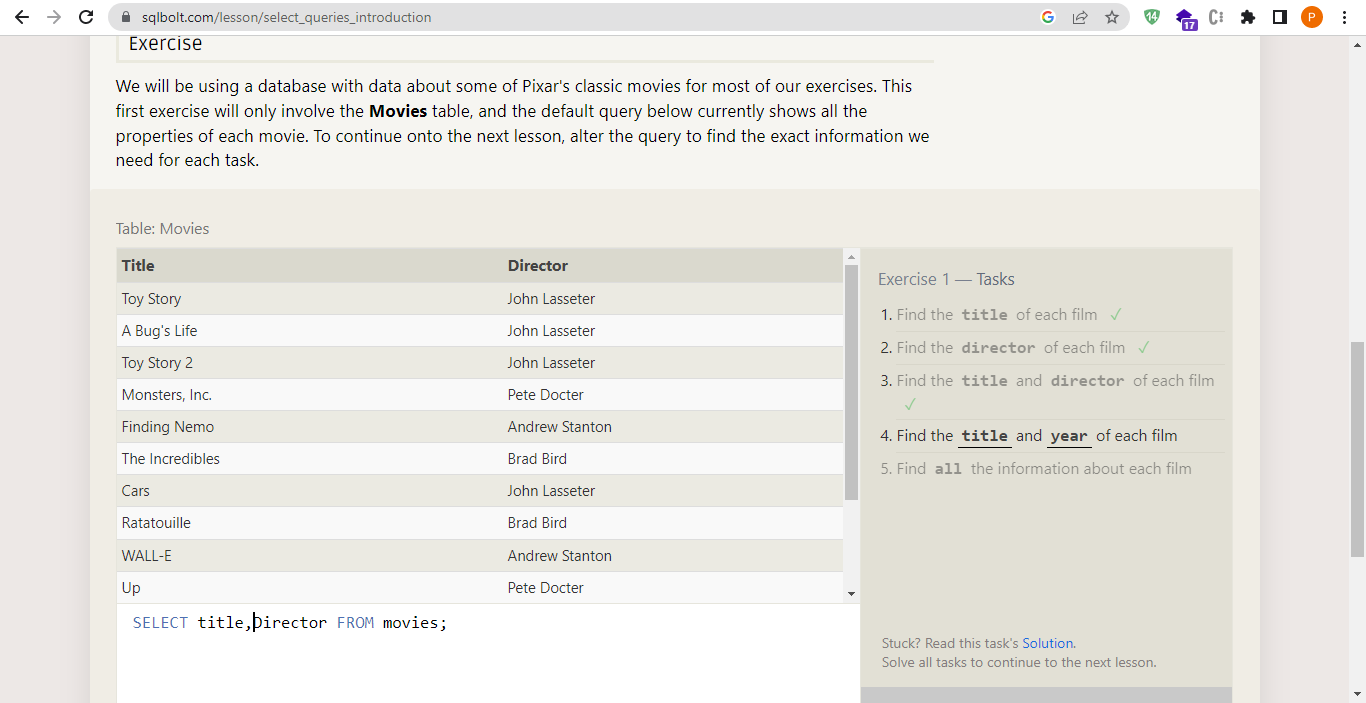 sqlbolt.com/lesson/select_queries_introduction
14
17
P
Exercise
We will be using a database with data about some of Pixar's classic movies for most of our exercises. This
first exercise will only involve the Movies table, and the default query below currently shows all the
properties of each movie. To continue onto the next lesson, alter the query to find the exact information we
need for each task.
Table: Movies
Title Director
Toy Story John Lasseter
A Bug's Life John Lasseter
Toy Story 2 John Lasseter
Monsters, Inc. Pete Docter
Finding Nemo Andrew Stanton
The Incredibles Brad Bird
Cars John Lasseter
Ratatouille Brad Bird
WALL-E Andrew Stanton
Up Pete Docter
SELECT title,Director FROM movies;
Exercise 1 — Tasks
1. Find the title of each film ✓
2. Find the director of each film ✓
3. Find the title and director of each film
✓
4. Find the title and year of each film
5. Find all the information about each film
Stuck? Read this task's Solution.
Solve all tasks to continue to the next lesson.